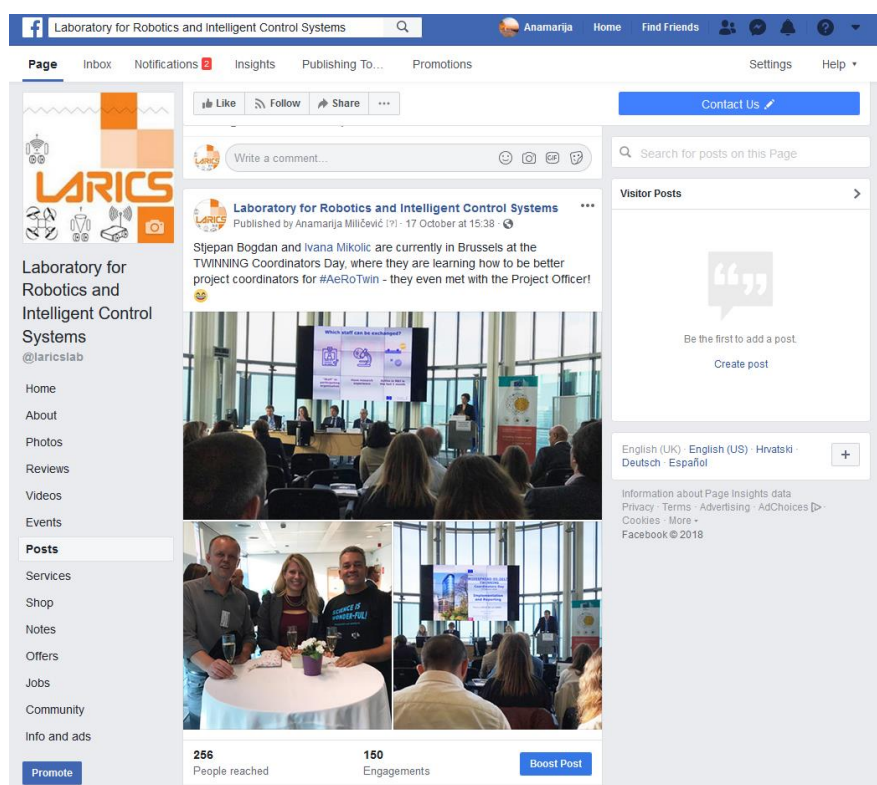 Laboratory for Robotics and Intelligent Control Systems
Anamarija
Home
Find Friends
Page
Inbox
Notifications 2
Insights
Publishing To...
Promotions
Settings
Help
LARICS
Laboratory for
Robotics and
Intelligent Control
Systems
@laricslab
Home
About
Photos
Reviews
Videos
Events
Posts
Services
Shop
Notes
Offers
Jobs
Community
Info and ads
Promote
Like
Follow
Share
Contact Us
LARICS
Write a comment...
GIF
LARICS
Laboratory for Robotics and Intelligent Control Systems
Published by Anamarija Miličević [?] · 17 October at 15:38 ·
Stjepan Bogdan and Ivana Mikolic are currently in Brussels at the
TWINNING Coordinators Day, where they are learning how to be better
project coordinators for #AeRoTwin - they even met with the Project Officer!
Which staff can be exchanged?
SCIENCE IS
WONDER-FUL!
Implementation
and Reporting
256
People reached
150
Engagements
Boost Post
Search for posts on this Page
Visitor Posts
Be the first to add a post.
Create post
English (UK) · English (US) · Hrvatski ·
Deutsch · Español
Information about Page Insights data
Privacy · Terms · Advertising · AdChoices ·
Cookies · More
Facebook © 2018